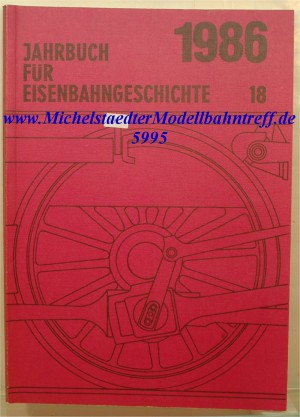 1986
JAHRBUCH
FÜR
EISENBAHNGESCHICHTE 18
www.MichelstaedterModellbahntreff.de
5995